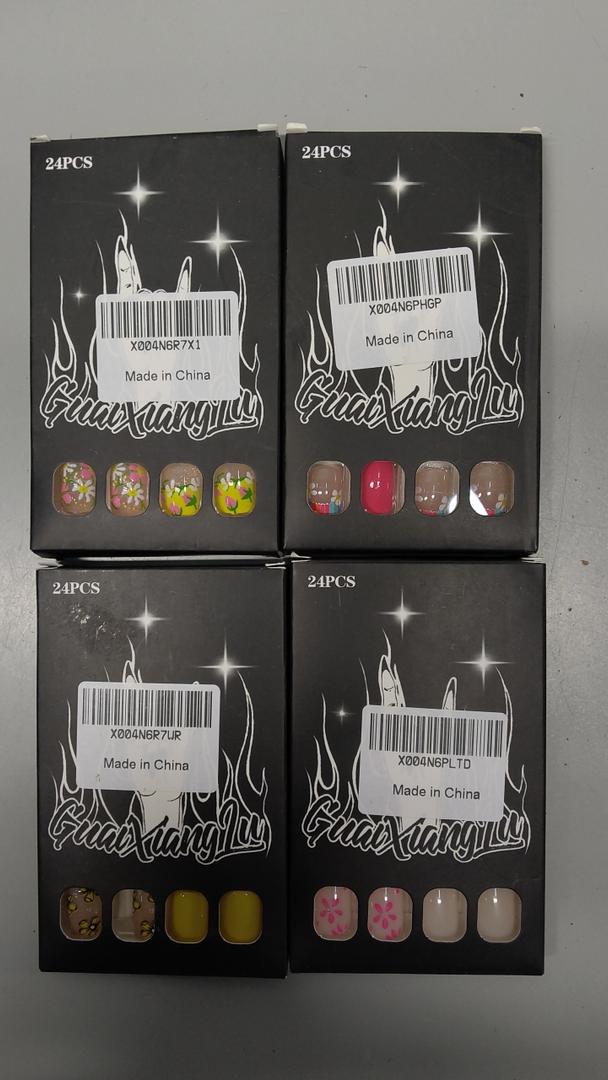 24PCS
X004N6R7X1
Made in China
GuaiXiangLu
24PCS
X004N6PHGP
Made in China
GuaiXiangLu
24PCS
X004N6R7WR
Made in China
GuaiXiangLu
24PCS
X004N6PLTD
Made in China
GuaiXiangLu